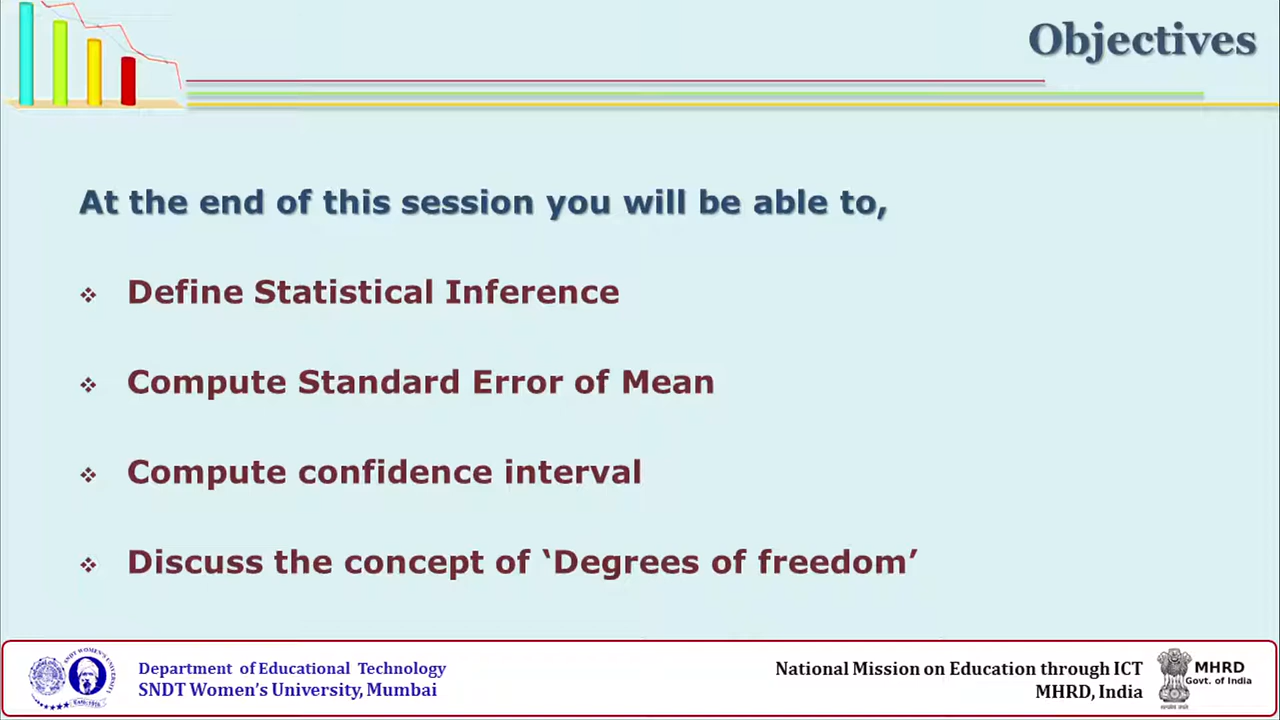 Objectives
At the end of this session you will be able to,
❖ Define Statistical Inference
❖ Compute Standard Error of Mean
❖ Compute confidence interval
❖ Discuss the concept of ‘Degrees of freedom’
Department of Educational Technology
SNDT Women’s University, Mumbai
National Mission on Education through ICT
MHRD, India
MHRD
Govt. of India